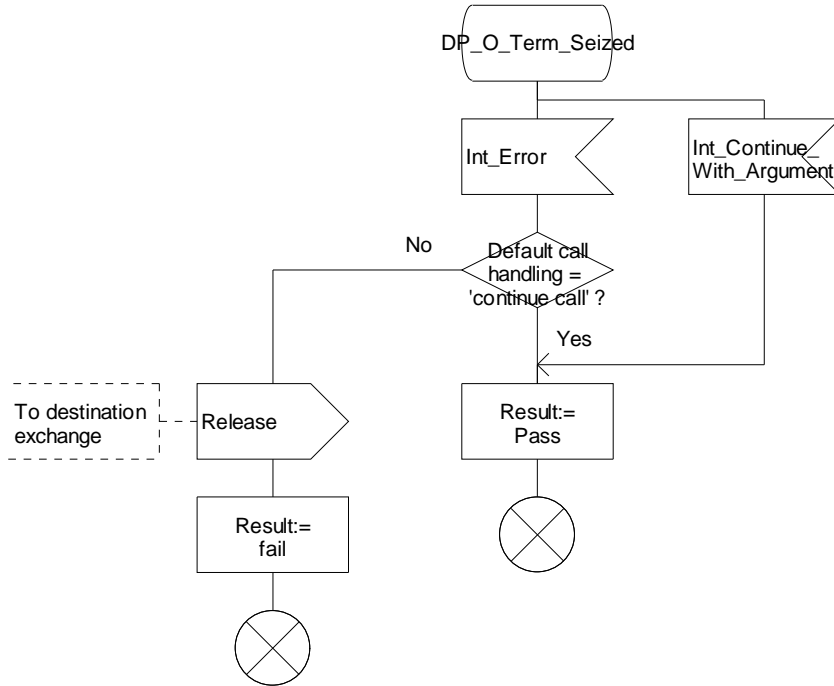 DP_O_Term_Seized
Int_Error
Int_Continue_
With_Argument
No
Default call
handling =
'continue call' ?
Yes
To destination
exchange
Release
Result:=
Pass
Result:=
fail